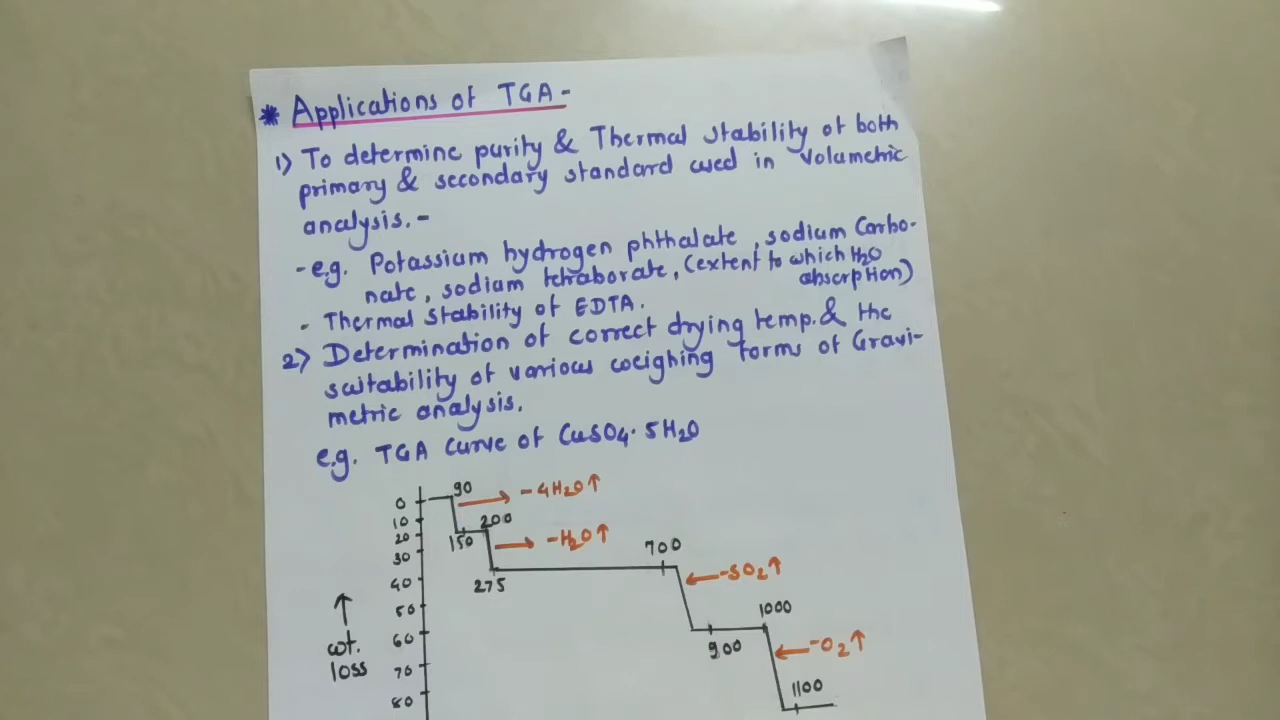 * Applications of TGA -
1) To determine purity & Thermal stability of both
primary & secondary standard used in Volumetric
analysis. -
- e.g. Potassium hydrogen phthalate, sodium Carbo-
nate, sodium tetraborate, (extent to which H2O
absorption)
- Thermal Stability of EDTA.
2) Determination of correct drying temp. & the
suitability of various weighing forms of Gravi-
metric analysis.
e.g. TGA curve of CuSO4. 5H2O
0
90
-4H2O↑
10
20
150
200
-H2O↑
30
275
700
-SO2↑
40
50
60
900
1000
-O2↑
↑
wt.
loss
70
80
1100